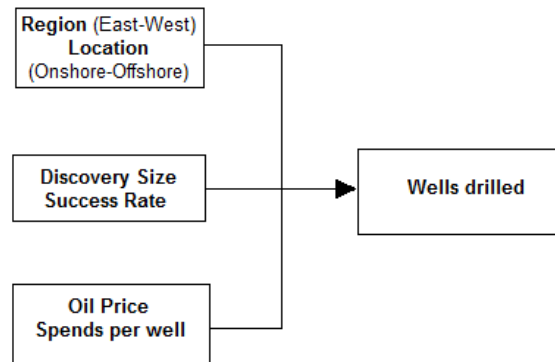 Region (East-West)
Location
(Onshore-Offshore)
Discovery Size
Success Rate
Wells drilled
Oil Price
Spends per well